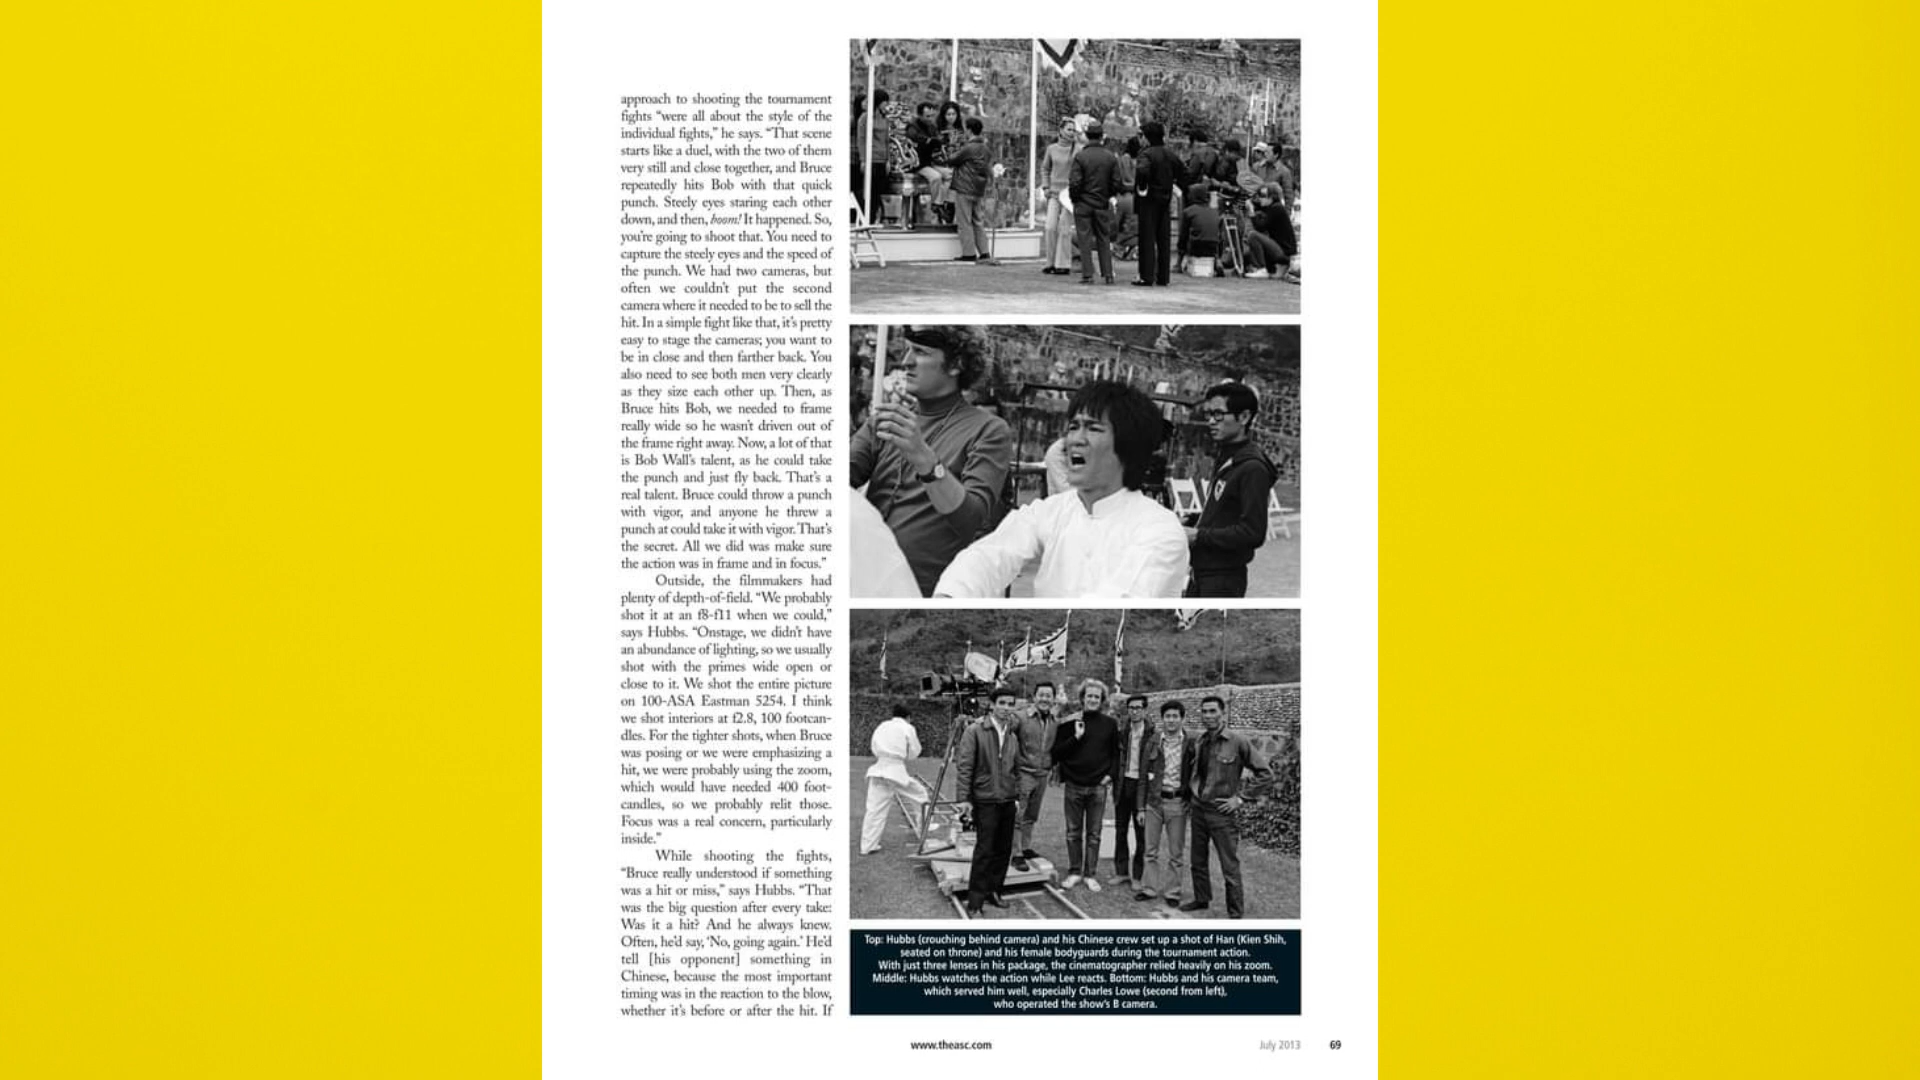 approach to shooting the tournament
fights “were all about the style of the
individual fights,” he says. “That scene
starts like a duel, with the two of them
very still and close together, and Bruce
repeatedly hits Bob with that quick
punch. Steely eyes staring each other
down, and then, boom! It happened. So,
you’re going to shoot that. You need to
capture the steely eyes and the speed of
the punch. We had two cameras, but
often we couldn’t put the second
camera where it needed to be to sell the
hit. In a simple fight like that, it’s pretty
easy to stage the cameras; you want to
be in close and then farther back. You
also need to see both men very clearly
as they size each other up. Then, as
Bruce hits Bob, we needed to frame
really wide so he wasn’t driven out of
the frame right away. Now, a lot of that
is Bob Wall’s talent, as he could take
the punch and just fly back. That’s a
real talent. Bruce could throw a punch
with vigor, and anyone he threw a
punch at could take it with vigor. That’s
the secret. All we did was make sure
the action was in frame and in focus.”
Outside, the filmmakers had
plenty of depth-of-field. “We probably
shot it at an f8-f11 when we could,”
says Hubbs. “Onstage, we didn’t have
an abundance of lighting, so we usually
shot with the primes wide open or
close to it. We shot the entire picture
on 100-ASA Eastman 5254. I think
we shot interiors at f2.8, 100 footcan-
dles. For the tighter shots, when Bruce
was posing or we were emphasizing a
hit, we were probably using the zoom,
which would have needed 400 foot-
candles, so we probably relit those.
Focus was a real concern, particularly
inside.”
While shooting the fights,
“Bruce really understood if something
was a hit or miss,” says Hubbs. “That
was the big question after every take:
Was it a hit? And he always knew.
Often, he’d say, ‘No, going again.’ He’d
tell [his opponent] something in
Chinese, because the most important
timing was in the reaction to the blow,
whether it’s before or after the hit. If
Top: Hubbs (crouching behind camera) and his Chinese crew set up a shot of Han (Kien Shih,
seated on throne) and his female bodyguards during the tournament action.
With just three lenses in his package, the cinematographer relied heavily on his zoom.
Middle: Hubbs watches the action while Lee reacts. Bottom: Hubbs and his camera team,
which served him well, especially Charles Lowe (second from left),
who operated the show’s B camera.
www.theasc.com
July 2013
69